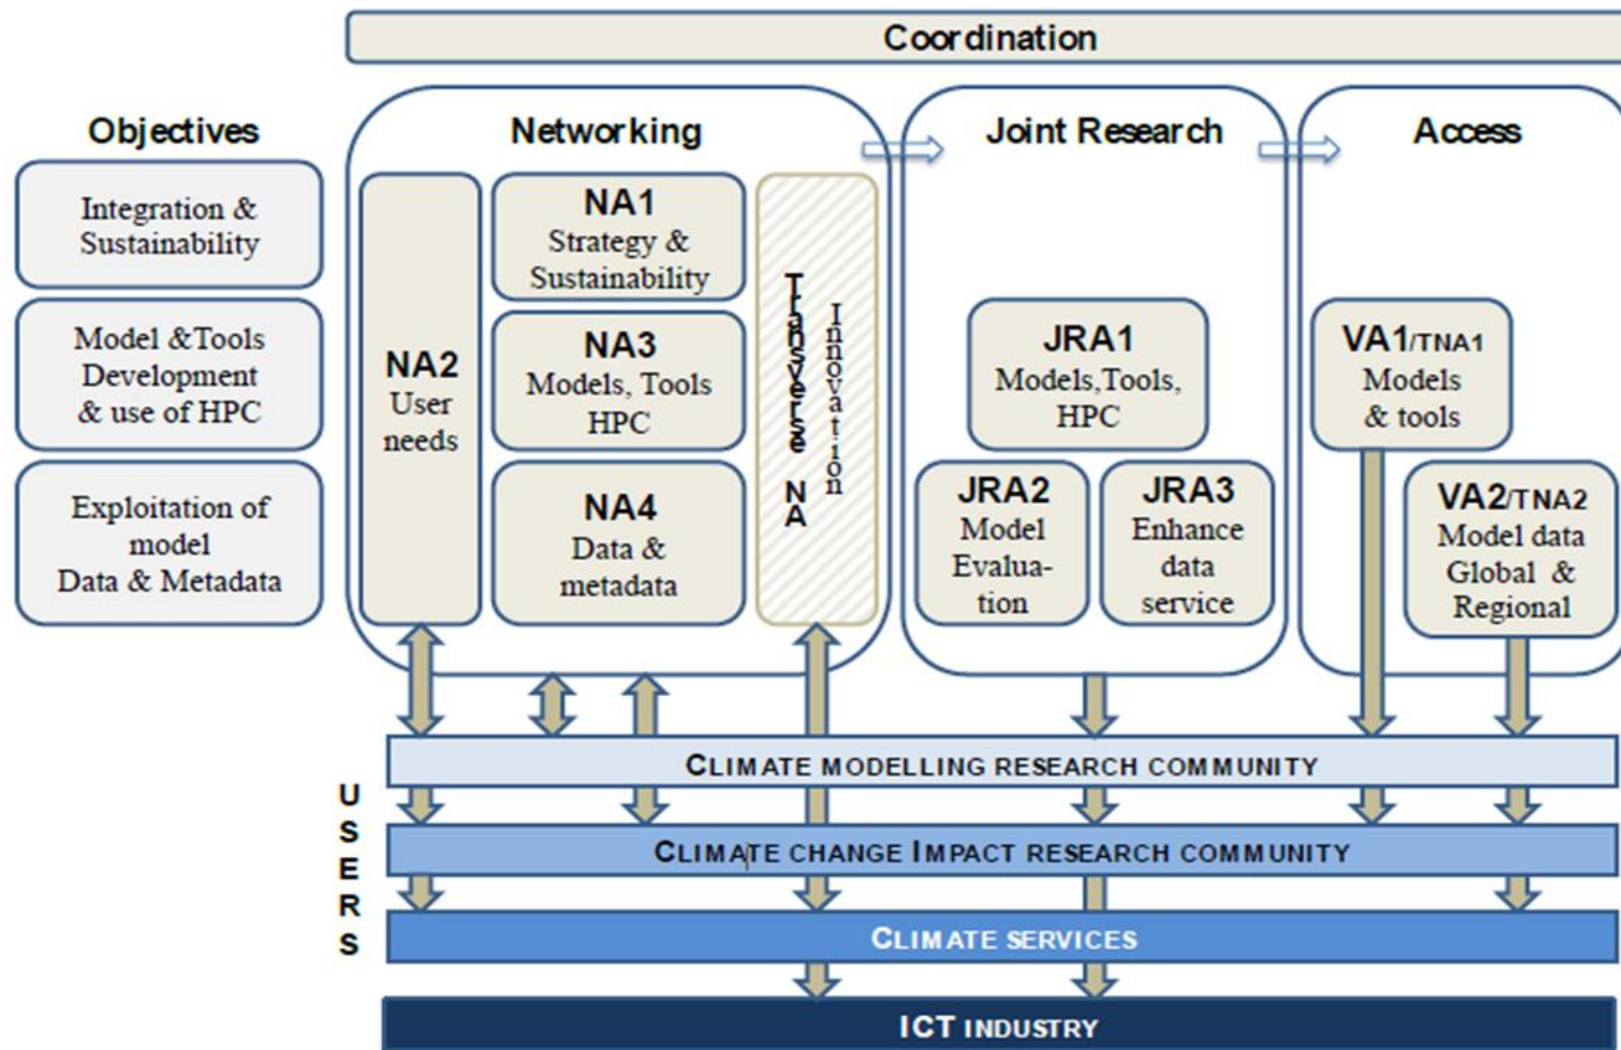 Coordination
Objectives
Networking
Joint Research
Access
Integration &
Sustainability
Model &Tools
Development
& use of HPC
Exploitation of
model
Data & Metadata
NA2
User
needs
NA1
Strategy &
Sustainability
NA3
Models, Tools
HPC
NA4
Data &
metadata
Transverse NA
Innovation
JRA1
Models,Tools,
HPC
JRA2
Model
Evalua-
tion
JRA3
Enhance
data
service
VA1/TNA1
Models
& tools
VA2/TNA2
Model data
Global &
Regional
USERS
CLIMATE MODELLING RESEARCH COMMUNITY
CLIMATE CHANGE IMPACT RESEARCH COMMUNITY
CLIMATE SERVICES
ICT INDUSTRY